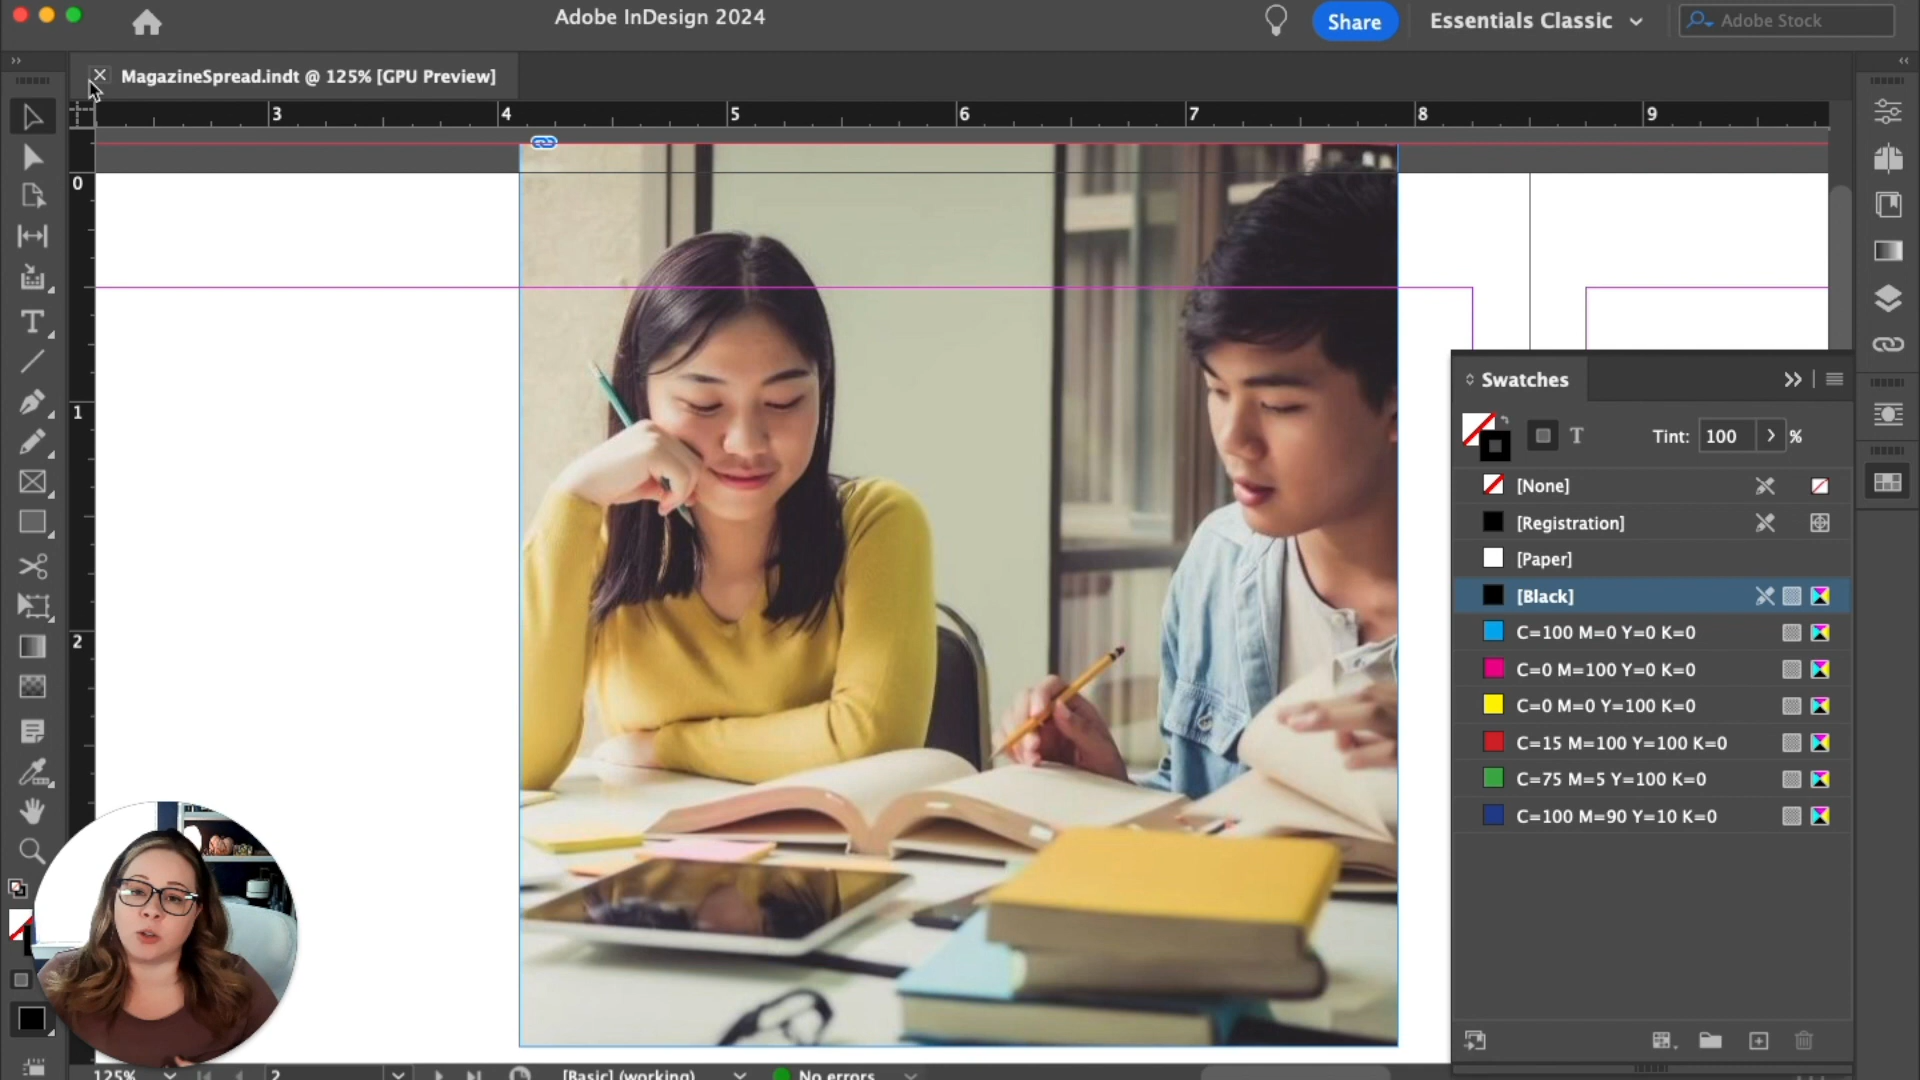 Adobe InDesign 2024
Share
Essentials Classic
Adobe Stock
MagazineSpread.indt @ 125% [GPU Preview]
3 4 5 6 7 8 9
0
1
2
Swatches
T
Tint: 100 %
[None]
[Registration]
[Paper]
[Black]
C=100 M=0 Y=0 K=0
C=0 M=100 Y=0 K=0
C=0 M=0 Y=100 K=0
C=15 M=100 Y=100 K=0
C=75 M=5 Y=100 K=0
C=100 M=90 Y=10 K=0
125% 2 [Basic] (working) No errors